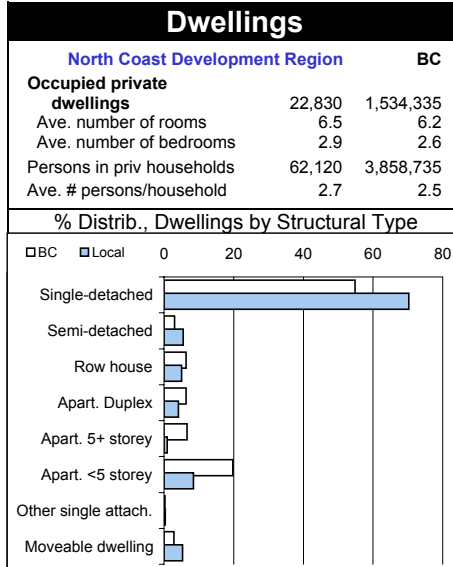 Dwellings
North Coast Development Region BC
Occupied private
dwellings 22,830 1,534,335
Ave. number of rooms 6.5 6.2
Ave. number of bedrooms 2.9 2.6
Persons in priv households 62,120 3,858,735
Ave. # persons/household 2.7 2.5
% Distrib., Dwellings by Structural Type
BC Local 0 20 40 60 80
Single-detached
Semi-detached
Row house
Apart. Duplex
Apart. 5+ storey
Apart. <5 storey
Other single attach.
Moveable dwelling